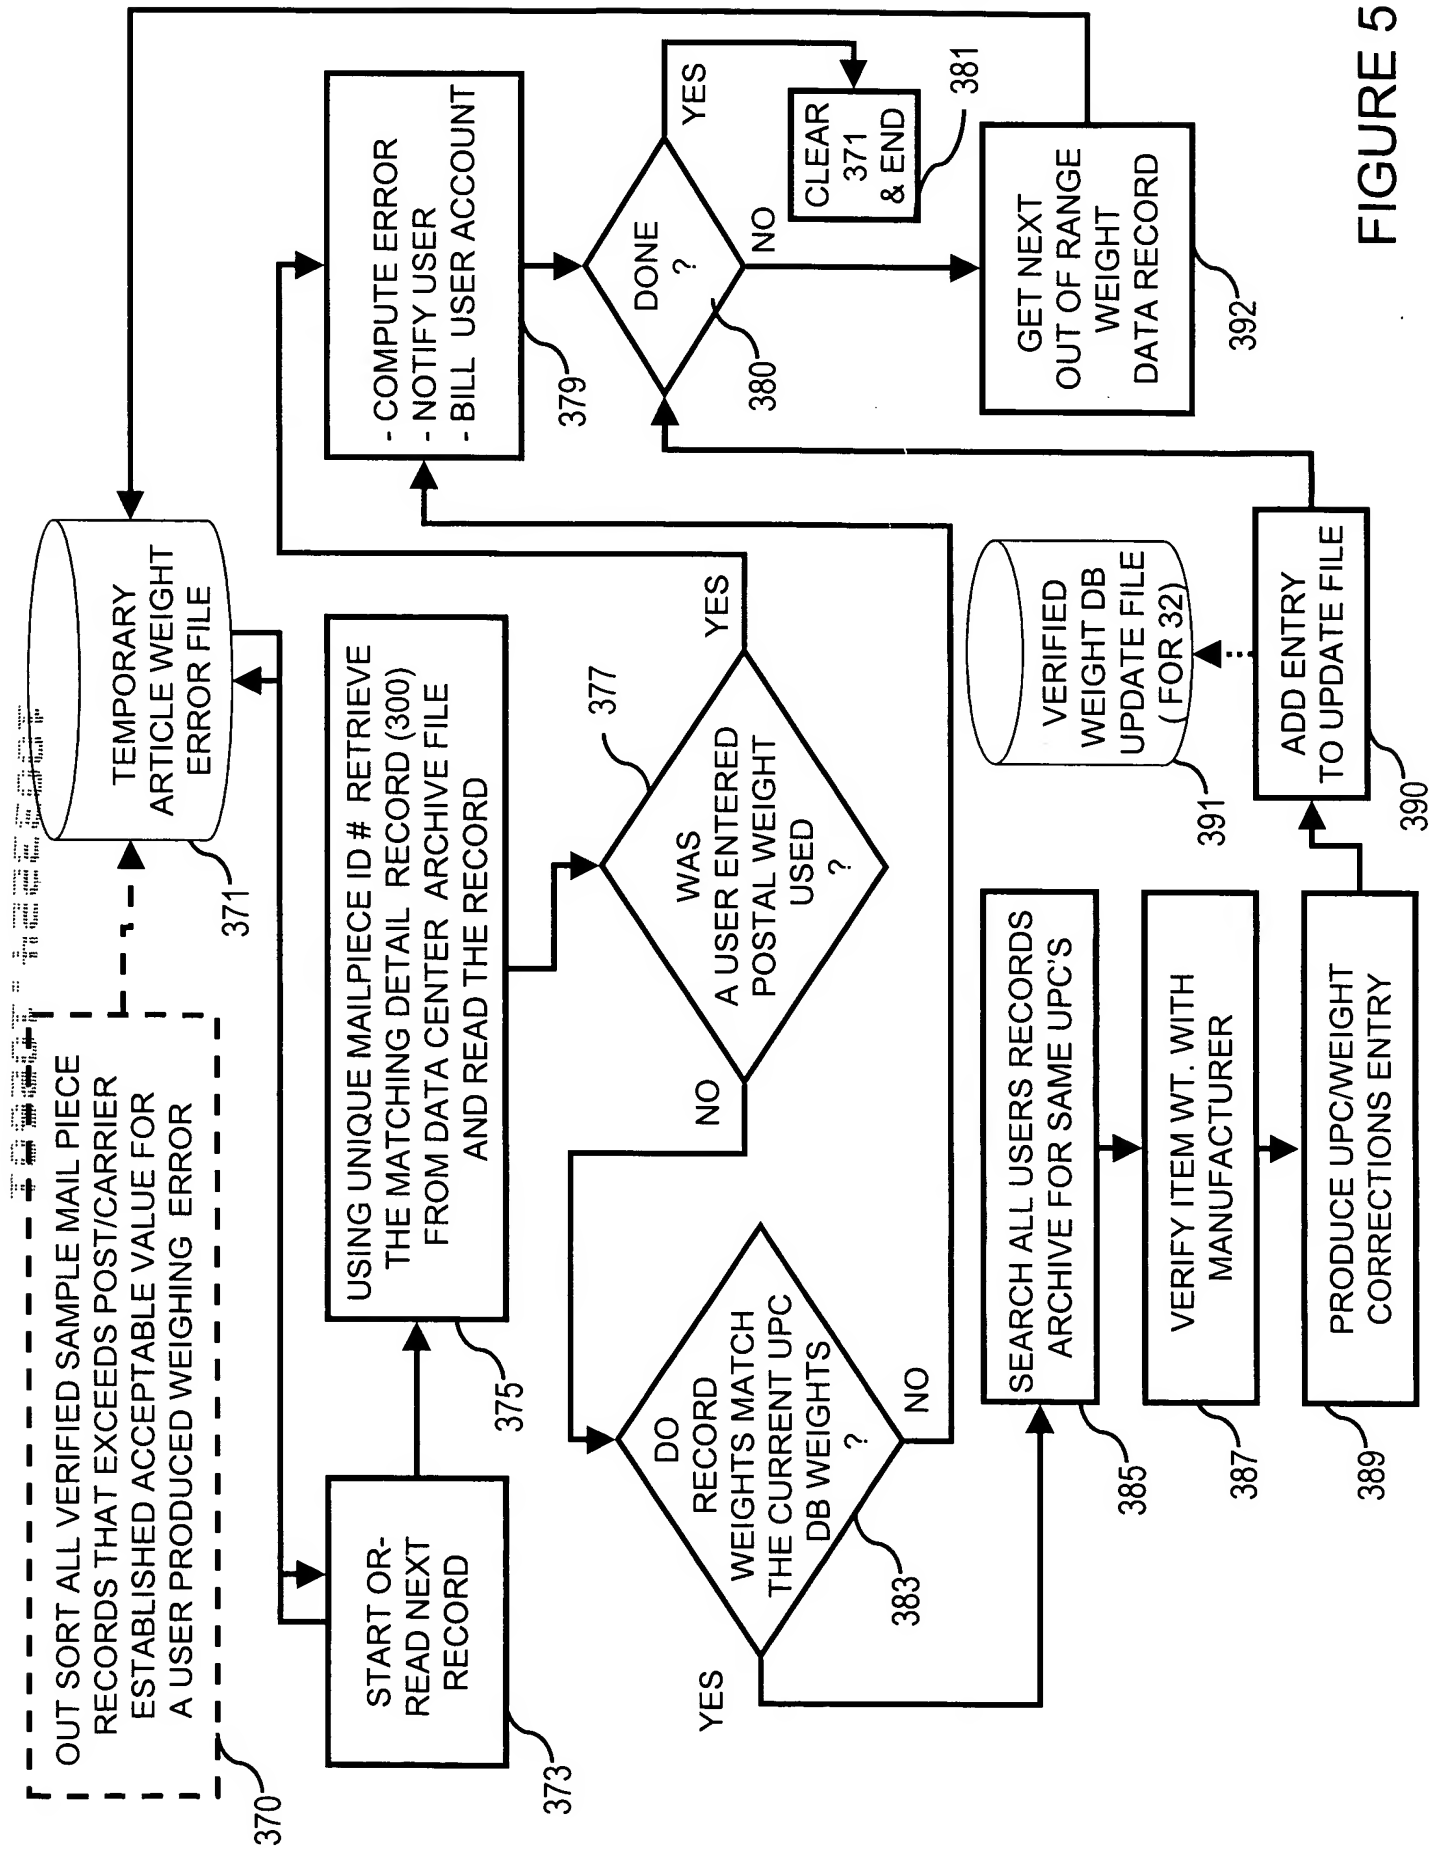 OUT SORT ALL VERIFIED SAMPLE MAIL PIECE
RECORDS THAT EXCEEDS POST/CARRIER
ESTABLISHED ACCEPTABLE VALUE FOR
A USER PRODUCED WEIGHING ERROR
370
TEMPORARY
ARTICLE WEIGHT
ERROR FILE
371
START OR-
READ NEXT
RECORD
373
USING UNIQUE MAILPIECE ID # RETRIEVE
THE MATCHING DETAIL RECORD (300)
FROM DATA CENTER ARCHIVE FILE
AND READ THE RECORD
375
WAS
A USER ENTERED
POSTAL WEIGHT
USED
?
377
YES
NO
- COMPUTE ERROR
- NOTIFY USER
- BILL USER ACCOUNT
379
DONE
?
380
YES
NO
CLEAR
371
& END
381
GET NEXT
OUT OF RANGE
WEIGHT
DATA RECORD
392
DO
RECORD
WEIGHTS MATCH
THE CURRENT UPC
DB WEIGHTS
?
383
YES
NO
SEARCH ALL USERS RECORDS
ARCHIVE FOR SAME UPC'S
385
VERIFY ITEM WT. WITH
MANUFACTURER
387
PRODUCE UPC/WEIGHT
CORRECTIONS ENTRY
389
ADD ENTRY
TO UPDATE FILE
390
VERIFIED
WEIGHT DB
UPDATE FILE
( FOR 32)
391
FIGURE 5